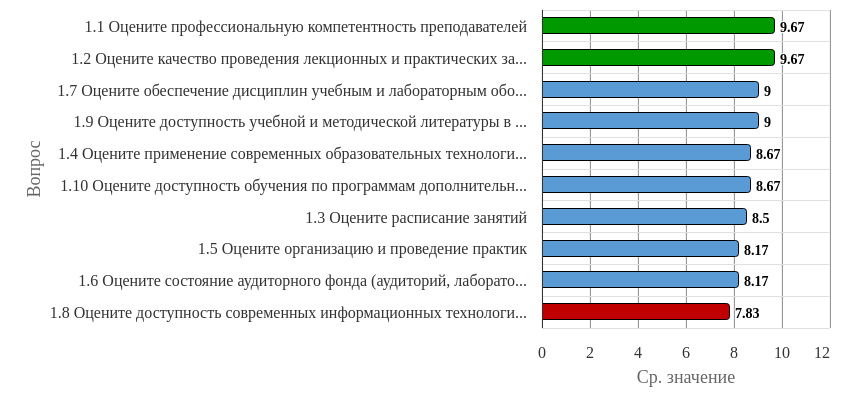 1.1 Оцените профессиональную компетентность преподавателей 9.67
1.2 Оцените качество проведения лекционных и практических за... 9.67
1.7 Оцените обеспечение дисциплин учебным и лабораторным обо... 9
1.9 Оцените доступность учебной и методической литературы в ... 9
1.4 Оцените применение современных образовательных технологи... 8.67
1.10 Оцените доступность обучения по программам дополнительн... 8.67
1.3 Оцените расписание занятий 8.5
1.5 Оцените организацию и проведение практик 8.17
1.6 Оцените состояние аудиторного фонда (аудиторий, лаборато... 8.17
1.8 Оцените доступность современных информационных технологи... 7.83
Вопрос
0 2 4 6 8 10 12
Ср. значение